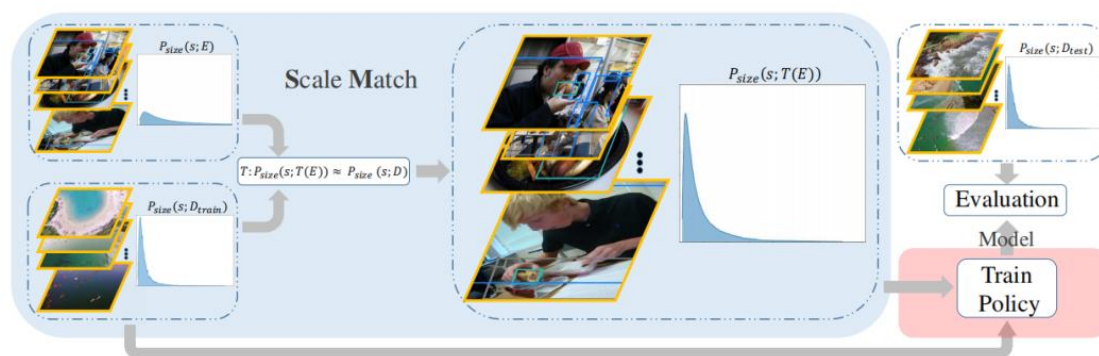 P_size(s; E)
Scale Match
P_size(s; T(E))
P_size(s; D_test)
T: P_size(s; T(E)) ≈ P_size (s; D)
P_size(s; D_train)
Evaluation
Model
Train
Policy